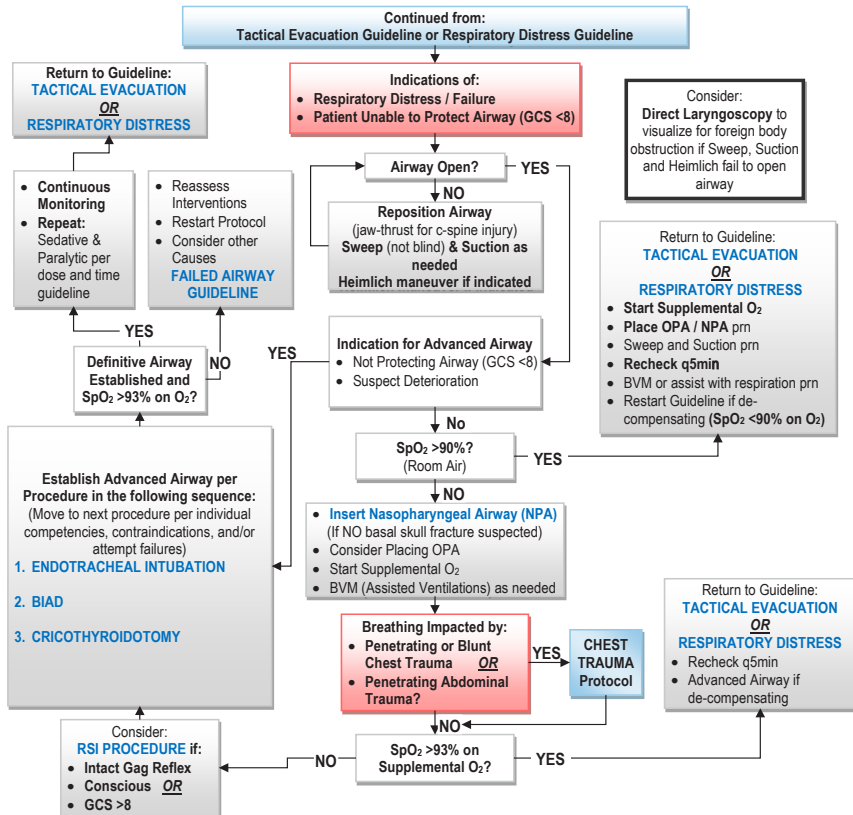 Continued from:
Tactical Evacuation Guideline or Respiratory Distress Guideline
Indications of:
• Respiratory Distress / Failure
• Patient Unable to Protect Airway (GCS <8)
Airway Open?
YES
NO
Reposition Airway
(jaw-thrust for c-spine injury)
Sweep (not blind) & Suction as
needed
Heimlich maneuver if indicated
Consider:
Direct Laryngoscopy to
visualize for foreign body
obstruction if Sweep, Suction
and Heimlich fail to open
airway
Return to Guideline:
TACTICAL EVACUATION
OR
RESPIRATORY DISTRESS
• Continuous
Monitoring
• Repeat:
Sedative &
Paralytic per
dose and time
guideline
• Reassess
Interventions
• Restart Protocol
• Consider other
Causes
FAILED AIRWAY
GUIDELINE
YES
NO
Definitive Airway
Established and
SpO₂ >93% on O₂?
YES
Indication for Advanced Airway
• Not Protecting Airway (GCS <8)
• Suspect Deterioration
No
SpO₂ >90%?
(Room Air)
YES
NO
Return to Guideline:
TACTICAL EVACUATION
OR
RESPIRATORY DISTRESS
• Start Supplemental O₂
• Place OPA / NPA prn
• Sweep and Suction prn
• Recheck q5min
• BVM or assist with respiration prn
• Restart Guideline if de-
compensating (SpO₂ <90% on O₂)
Establish Advanced Airway per
Procedure in the following sequence:
(Move to next procedure per individual
competencies, contraindications, and/or
attempt failures)
1. ENDOTRACHEAL INTUBATION
2. BIAD
3. CRICOTHYROIDOTOMY
• Insert Nasopharyngeal Airway (NPA)
(If NO basal skull fracture suspected)
• Consider Placing OPA
• Start Supplemental O₂
• BVM (Assisted Ventilations) as needed
Breathing Impacted by:
• Penetrating or Blunt
Chest Trauma OR
• Penetrating Abdominal
Trauma?
YES
CHEST
TRAUMA
Protocol
NO
Return to Guideline:
TACTICAL EVACUATION
OR
RESPIRATORY DISTRESS
• Recheck q5min
• Advanced Airway if
de-compensating
SpO₂ >93% on
Supplemental O₂?
YES
NO
Consider:
RSI PROCEDURE if:
• Intact Gag Reflex
• Conscious OR
• GCS >8